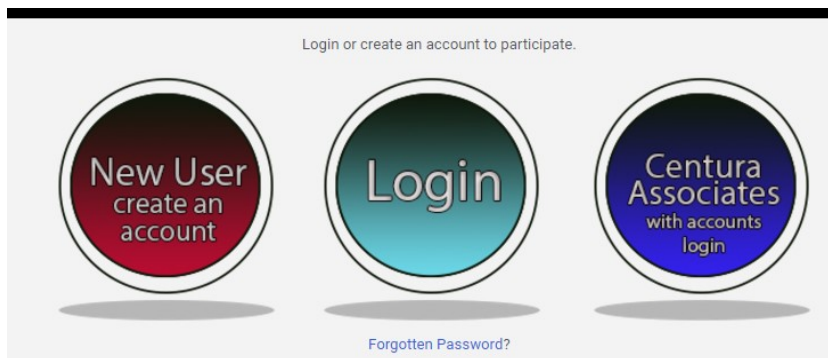 Login or create an account to participate.
New User
create an
account
Login
Centura
Associates
with accounts
login
Forgotten Password?